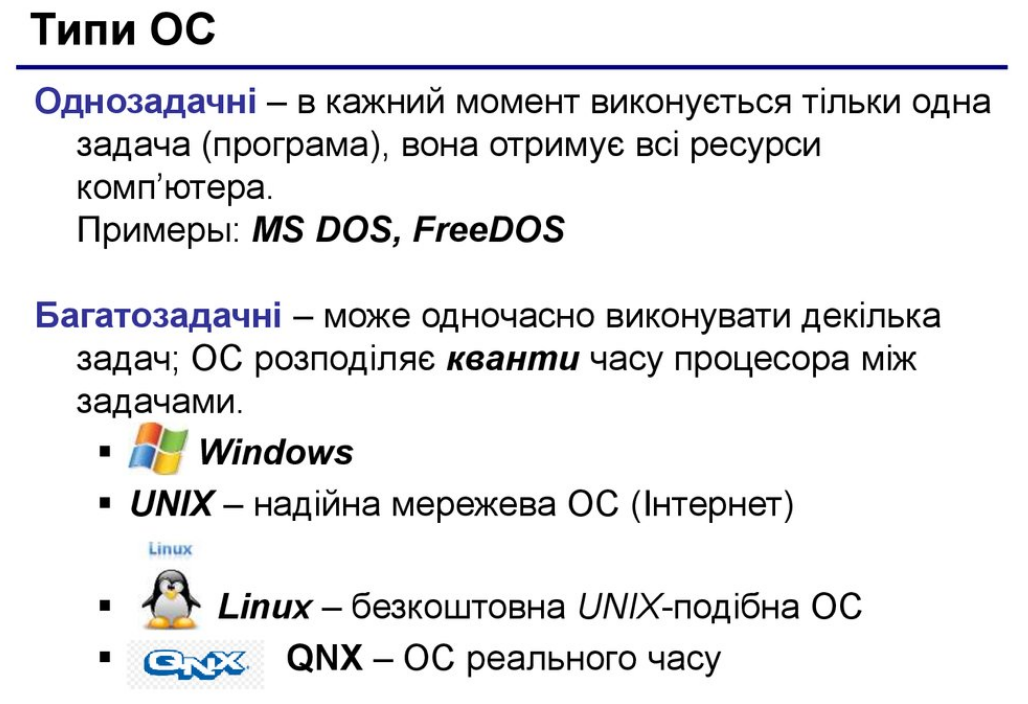 Типи ОС
Однозадачні – в кажний момент виконується тільки одна
задача (програма), вона отримує всі ресурси
комп’ютера.
Примеры: MS DOS, FreeDOS
Багатозадачні – може одночасно виконувати декілька
задач; ОС розподіляє кванти часу процесора між
задачами.
▪ Windows
▪ UNIX – надійна мережева ОС (Інтернет)
Linux
▪ Linux – безкоштовна UNIX-подібна ОС
▪ QNX QNX – ОС реального часу